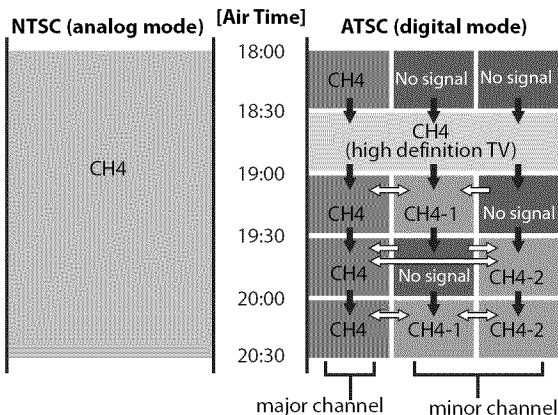 NTSC (analog mode)
[Air Time]
ATSC (digital mode)
18:00
CH4
No signal
No signal
18:30
CH4
(high definition TV)
CH4
19:00
CH4
CH4-1
No signal
19:30
CH4
No signal
CH4-2
20:00
CH4
CH4-1
CH4-2
20:30
major channel
minor channel